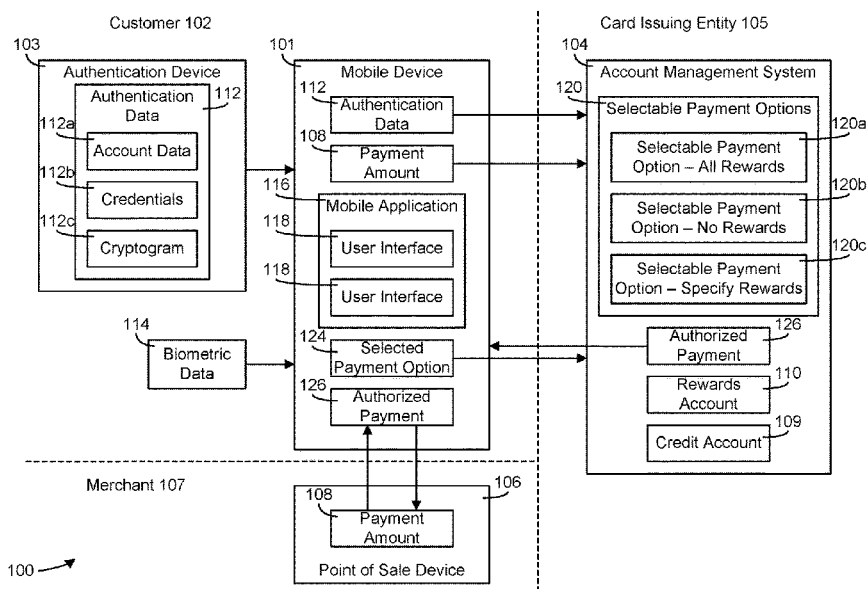 Customer 102
Card Issuing Entity 105
103
Authentication Device
Authentication
Data
112
112a
Account Data
112b
Credentials
112c
Cryptogram
114
Biometric
Data
101
Mobile Device
112
Authentication
Data
108
Payment
Amount
116
Mobile Application
118
User Interface
118
User Interface
124
Selected
Payment Option
126
Authorized
Payment
104
Account Management System
120
Selectable Payment Options
120a
Selectable Payment
Option – All Rewards
120b
Selectable Payment
Option – No Rewards
120c
Selectable Payment
Option – Specify Rewards
126
Authorized
Payment
110
Rewards
Account
109
Credit Account
Merchant 107
106
108
Payment
Amount
Point of Sale Device
100